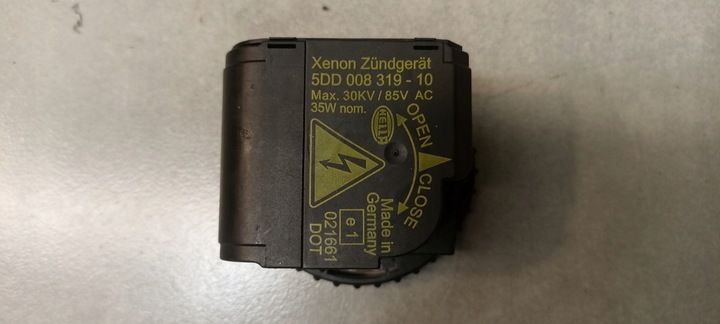 Xenon Zündgerät
5DD 008 319 - 10
Max. 30KV / 85V AC
35W nom.
HELLA
OPEN
CLOSE
Made in
Germany
e 1
021661
DOT